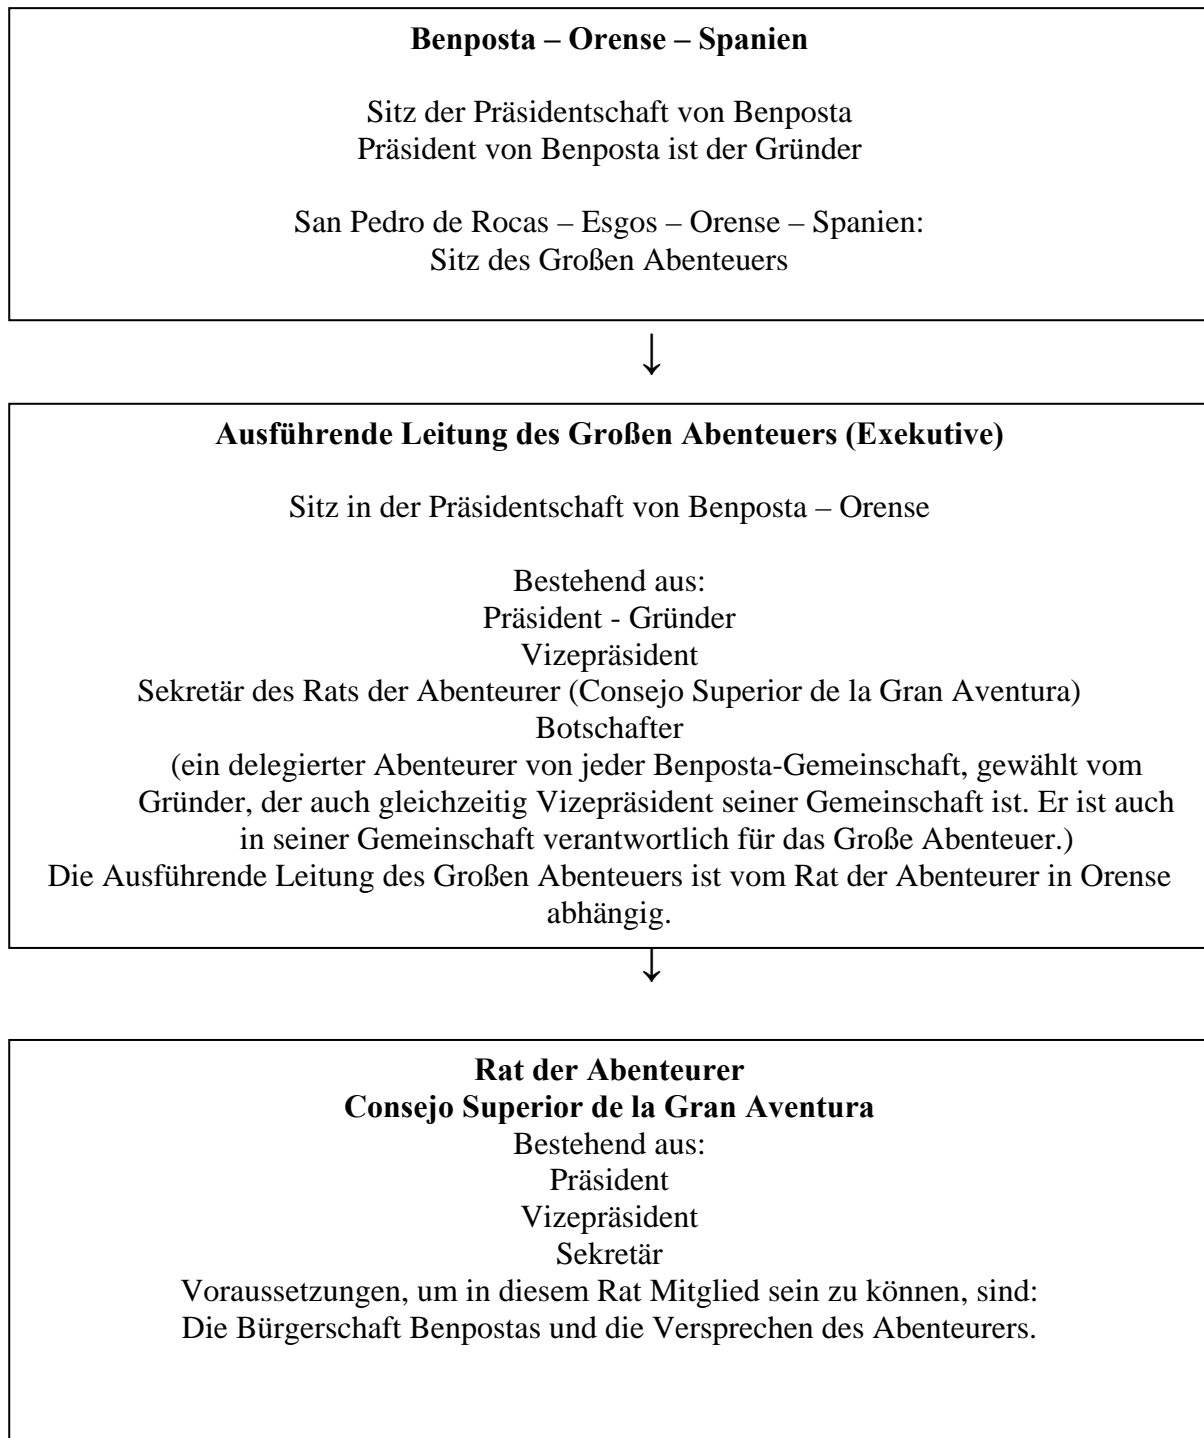 Benposta – Orense – Spanien
Sitz der Präsidentschaft von Benposta
Präsident von Benposta ist der Gründer
San Pedro de Rocas – Esgos – Orense – Spanien:
Sitz des Großen Abenteuers
↓
Ausführende Leitung des Großen Abenteuers (Exekutive)
Sitz in der Präsidentschaft von Benposta – Orense
Bestehend aus:
Präsident - Gründer
Vizepräsident
Sekretär des Rats der Abenteurer (Consejo Superior de la Gran Aventura)
Botschafter
(ein delegierter Abenteurer von jeder Benposta-Gemeinschaft, gewählt vom
Gründer, der auch gleichzeitig Vizepräsident seiner Gemeinschaft ist. Er ist auch
in seiner Gemeinschaft verantwortlich für das Große Abenteuer.)
Die Ausführende Leitung des Großen Abenteuers ist vom Rat der Abenteurer in Orense
abhängig.
↓
Rat der Abenteurer
Consejo Superior de la Gran Aventura
Bestehend aus:
Präsident
Vizepräsident
Sekretär
Voraussetzungen, um in diesem Rat Mitglied sein zu können, sind:
Die Bürgerschaft Benpostas und die Versprechen des Abenteurers.